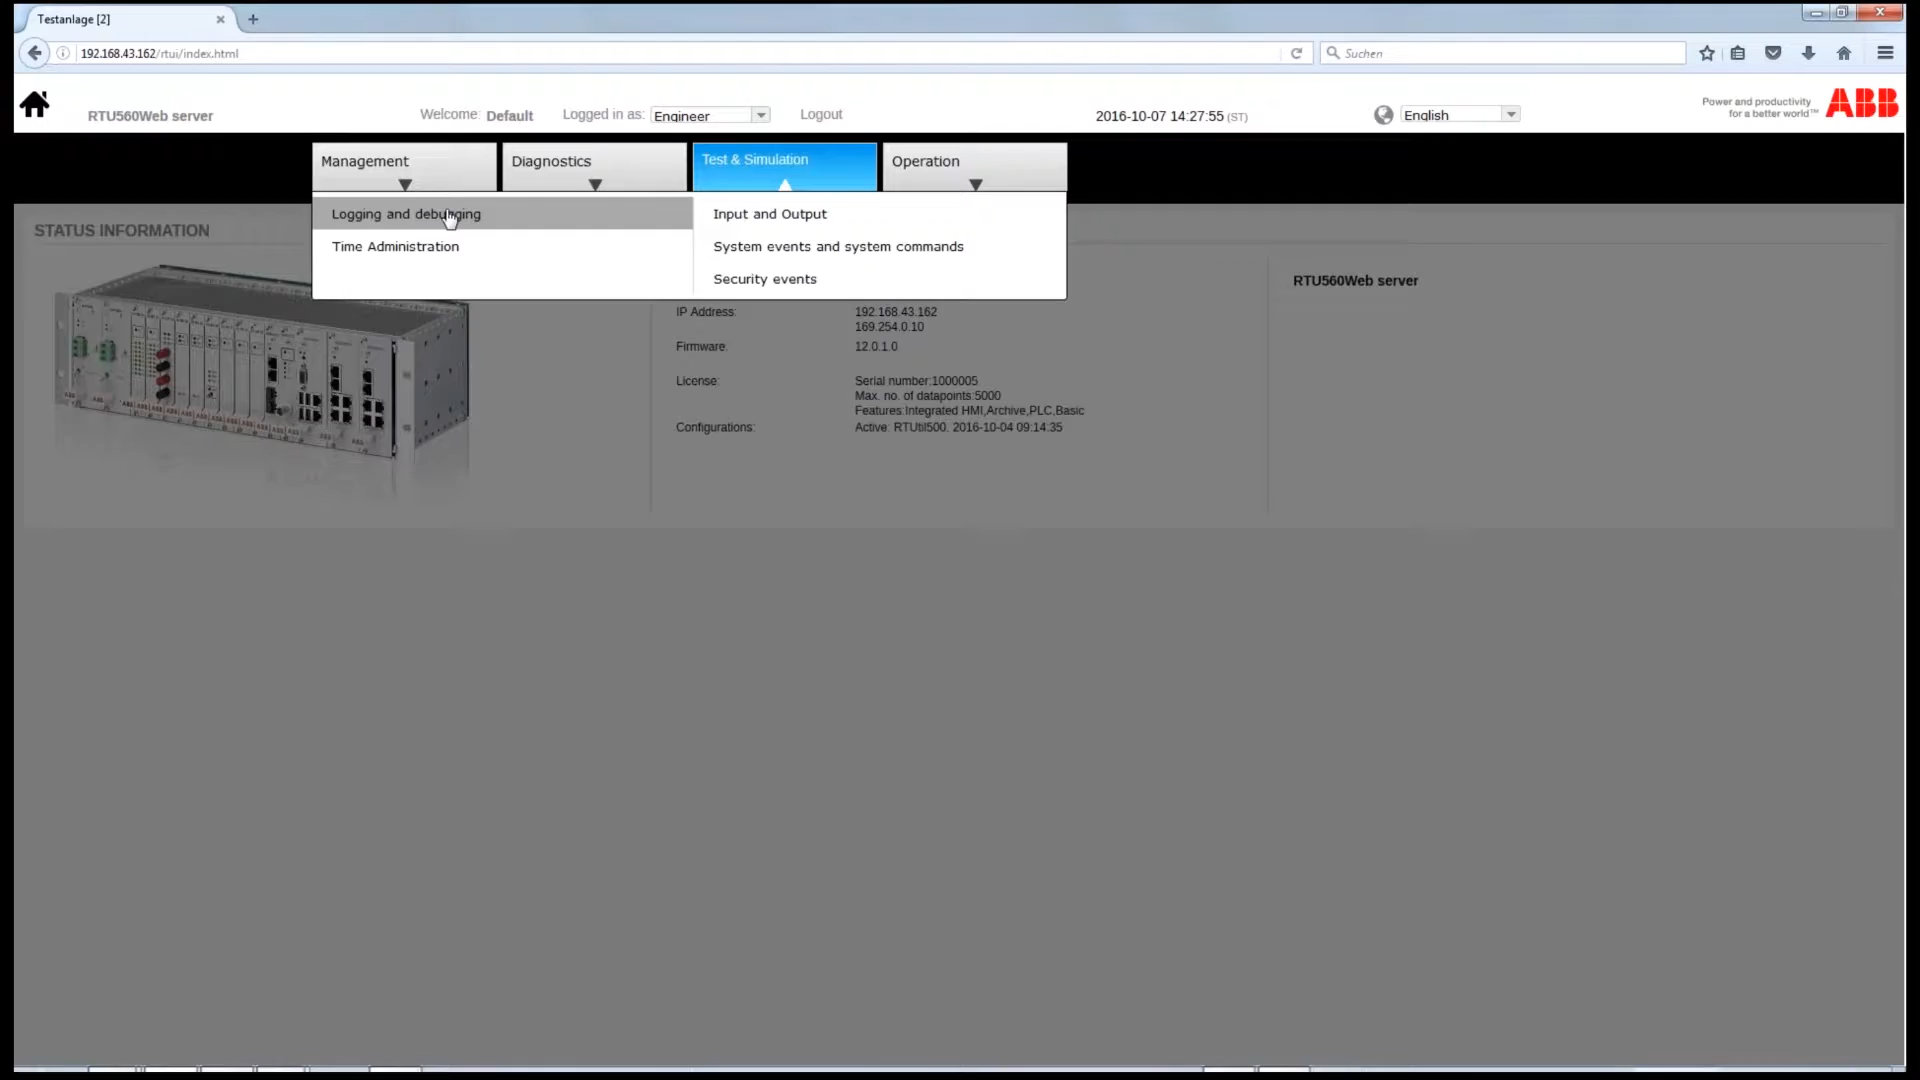 Testanlage [2]
192.168.43.162/rtui/index.html
Suchen
RTU560Web server
Welcome: Default
Logged in as: Engineer
Logout
2016-10-07 14:27:55 (ST)
English
Power and productivity
for a better world™
ABB
Management
Diagnostics
Test & Simulation
Operation
Logging and debugging
Time Administration
Input and Output
System events and system commands
Security events
STATUS INFORMATION
IP Address: 192.168.43.162
169.254.0.10
Firmware: 12.0.1.0
License: Serial number:1000005
Max. no. of datapoints:5000
Features:Integrated HMI,Archive,PLC,Basic
Configurations: Active: RTUtil500. 2016-10-04 09:14:35
RTU560Web server